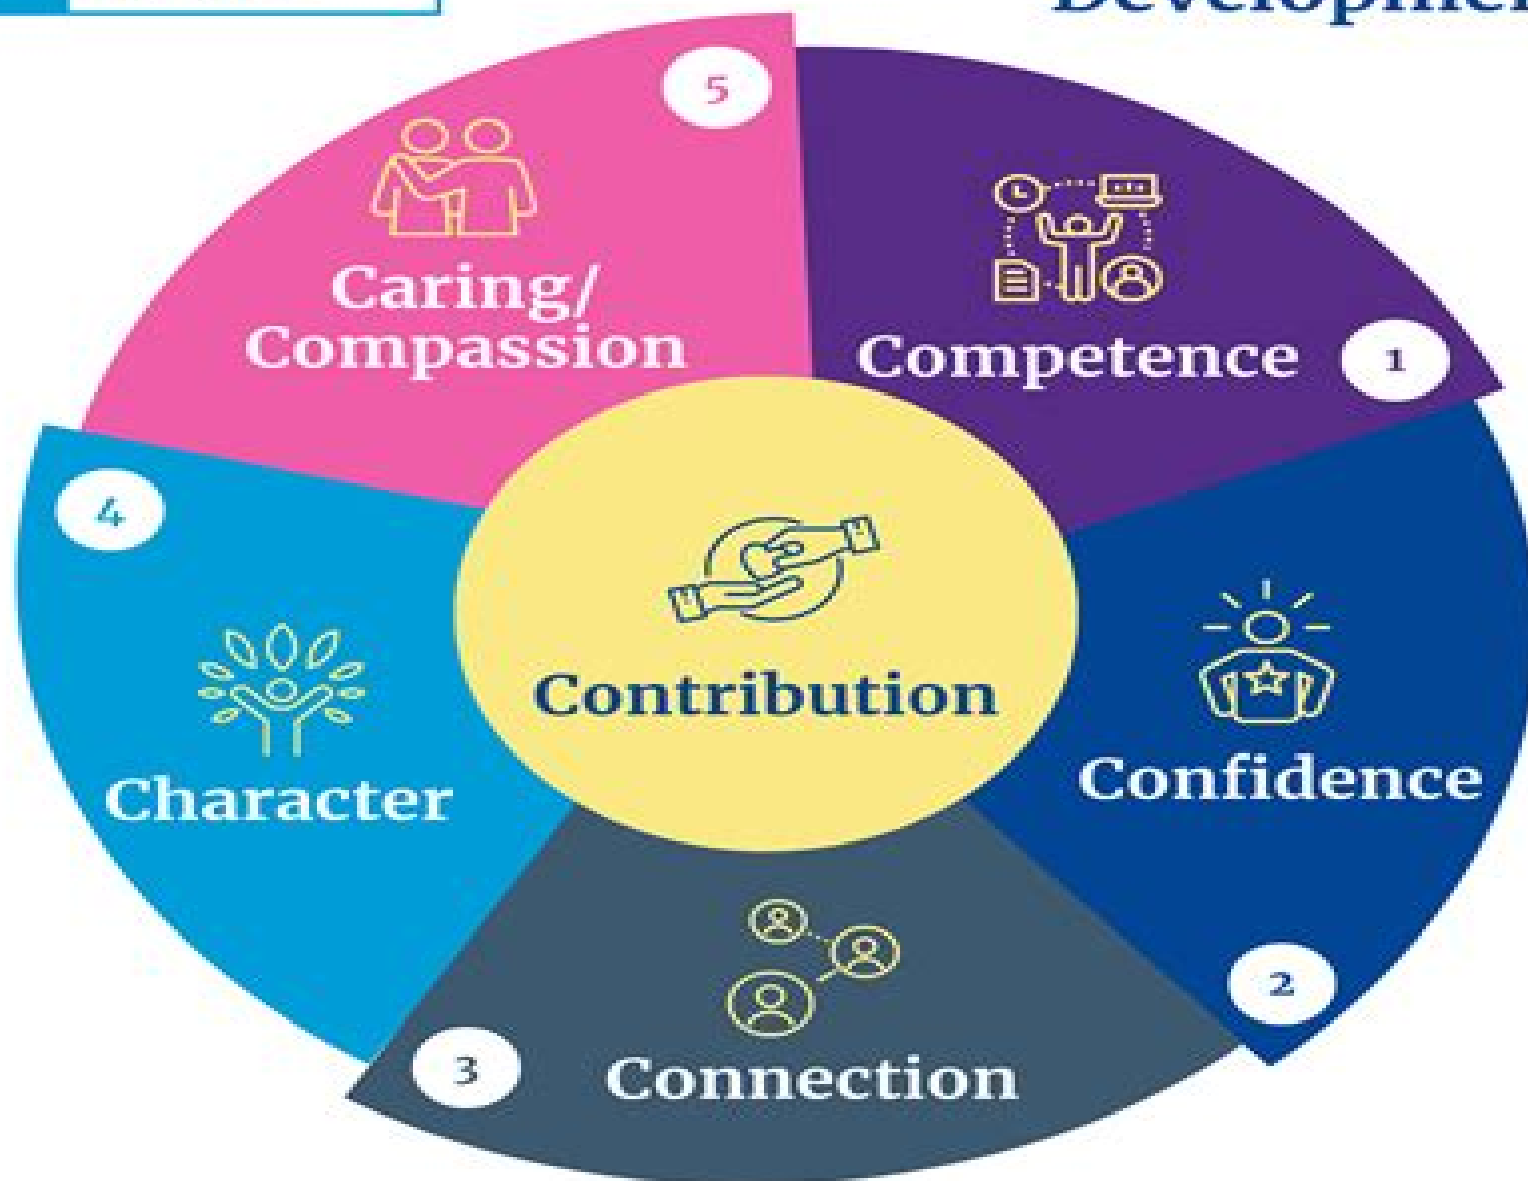 5
Caring/
Compassion
Competence
1
4
Character
Contribution
Confidence
2
3
Connection